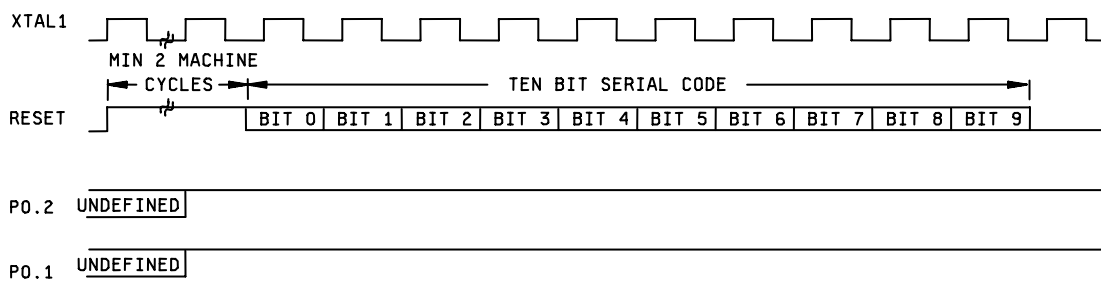 XTAL1
MIN 2 MACHINE
CYCLES TEN BIT SERIAL CODE
RESET BIT 0 BIT 1 BIT 2 BIT 3 BIT 4 BIT 5 BIT 6 BIT 7 BIT 8 BIT 9
P0.2 UNDEFINED
P0.1 UNDEFINED